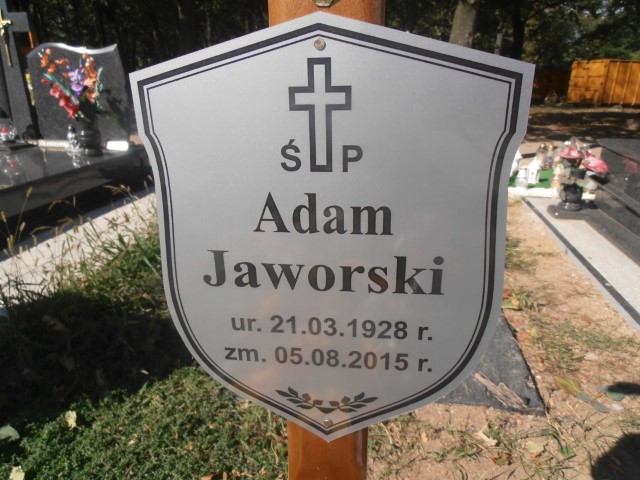 Ś P
Adam
Jaworski
ur. 21.03.1928 r.
zm. 05.08.2015 r.